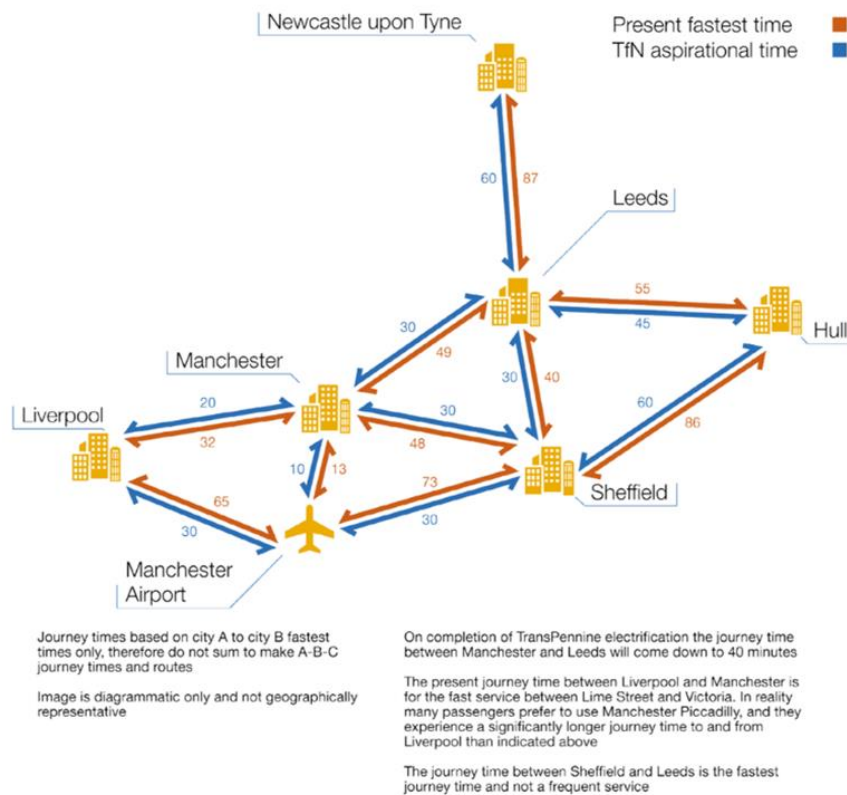 Newcastle upon Tyne
Present fastest time
TfN aspirational time
60
87
Leeds
55
45
Hull
30
49
Manchester
30
40
Liverpool
20
32
30
48
60
86
10
13
73
30
Sheffield
65
30
Manchester
Airport
Journey times based on city A to city B fastest
times only, therefore do not sum to make A-B-C
journey times and routes
Image is diagrammatic only and not geographically
representative
On completion of TransPennine electrification the journey time
between Manchester and Leeds will come down to 40 minutes
The present journey time between Liverpool and Manchester is
for the fast service between Lime Street and Victoria. In reality
many passengers prefer to use Manchester Piccadilly, and they
experience a significantly longer journey time to and from
Liverpool than indicated above
The journey time between Sheffield and Leeds is the fastest
journey time and not a frequent service